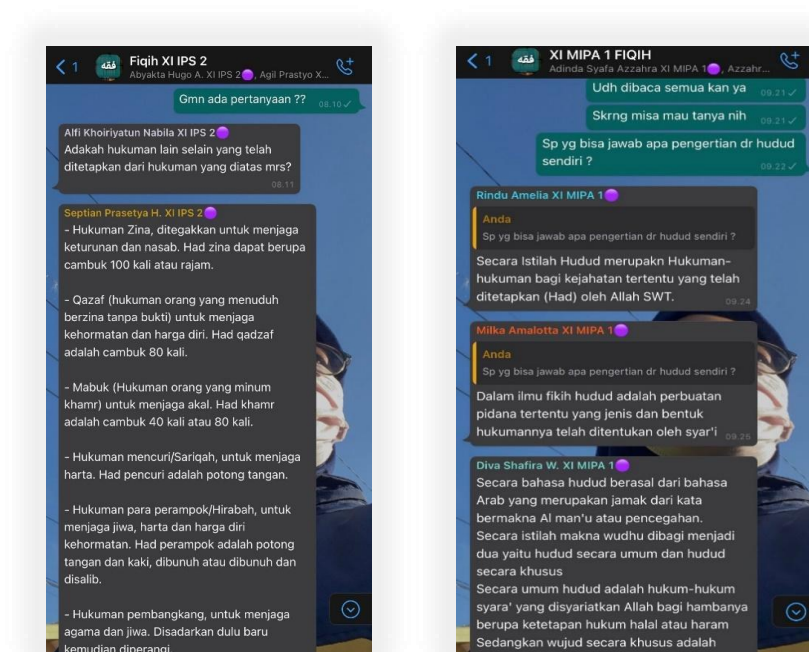 1
فقه
Fiqih XI IPS 2
Abyakta Hugo A. XI IPS 2🟣, Agil Prastyo X...
Gmn ada pertanyaan ??
08.10
Alfi Khoiriyatun Nabila XI IPS 2🟣
Adakah hukuman lain selain yang telah
ditetapkan dari hukuman yang diatas mrs?
08.11
Septian Prasetya H. XI IPS 2🟣
- Hukuman Zina, ditegakkan untuk menjaga
keturunan dan nasab. Had zina dapat berupa
cambuk 100 kali atau rajam.
- Qazaf (hukuman orang yang menuduh
berzina tanpa bukti) untuk menjaga
kehormatan dan harga diri. Had qadzaf
adalah cambuk 80 kali.
- Mabuk (Hukuman orang yang minum
khamr) untuk menjaga akal. Had khamr
adalah cambuk 40 kali atau 80 kali.
- Hukuman mencuri/Sariqah, untuk menjaga
harta. Had pencuri adalah potong tangan.
- Hukuman para perampok/Hirabah, untuk
menjaga jiwa, harta dan harga diri
kehormatan. Had perampok adalah potong
tangan dan kaki, dibunuh atau dibunuh dan
disalib.
- Hukuman pembangkang, untuk menjaga
agama dan jiwa. Disadarkan dulu baru
kemudian diperangi.
1
فقه
XI MIPA 1 FIQIH
Adinda Syafa Azzahra XI MIPA 1🟣, Azzahr...
Udh dibaca semua kan ya
09.21
Skrng misa mau tanya nih
09.21
Sp yg bisa jawab apa pengertian dr hudud
sendiri ?
09.22
Rindu Amelia XI MIPA 1🟣
Anda
Sp yg bisa jawab apa pengertian dr hudud sendiri ?
Secara Istilah Hudud merupakn Hukuman-
hukuman bagi kejahatan tertentu yang telah
ditetapkan (Had) oleh Allah SWT.
09.24
Milka Amalotta XI MIPA 1🟣
Anda
Sp yg bisa jawab apa pengertian dr hudud sendiri ?
Dalam ilmu fikih hudud adalah perbuatan
pidana tertentu yang jenis dan bentuk
hukumannya telah ditentukan oleh syar'i
09.25
Diva Shafira W. XI MIPA 1🟣
Secara bahasa hudud berasal dari bahasa
Arab yang merupakan jamak dari kata
bermakna Al man'u atau pencegahan.
Secara istilah makna wudhu dibagi menjadi
dua yaitu hudud secara umum dan hudud
secara khusus
Secara umum hudud adalah hukum-hukum
syara' yang disyariatkan Allah bagi hambanya
berupa ketetapan hukum halal atau haram
Sedangkan wujud secara khusus adalah